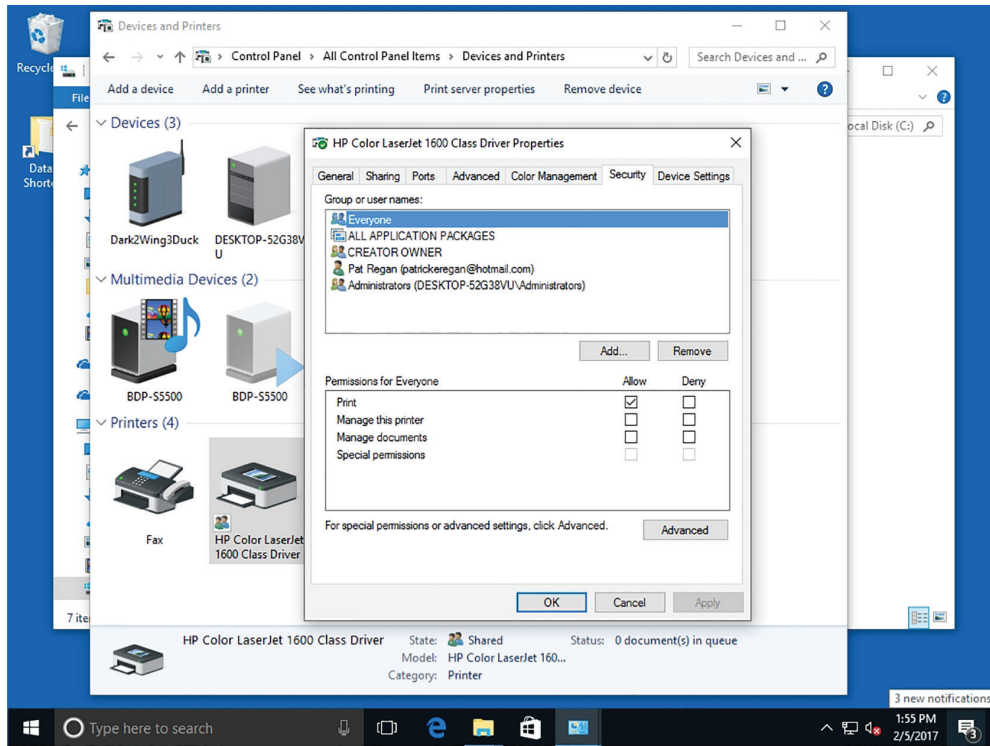 Recycle
Data
Shorto
Devices and Printers
Control Panel > All Control Panel Items > Devices and Printers
Search Devices and ...
Add a device
Add a printer
See what's printing
Print server properties
Remove device
File
ocal Disk (C:)
Devices (3)
Dark2Wing3Duck
DESKTOP-52G38V
U
Multimedia Devices (2)
BDP-S5500
BDP-S5500
Printers (4)
Fax
HP Color LaserJet
1600 Class Driver
HP Color LaserJet 1600 Class Driver Properties
General
Sharing
Ports
Advanced
Color Management
Security
Device Settings
Group or user names:
Everyone
ALL APPLICATION PACKAGES
CREATOR OWNER
Pat Regan (patrickeregan@hotmail.com)
Administrators (DESKTOP-52G38VU\Administrators)
Add...
Remove
Permissions for Everyone
Allow
Deny
Print
Manage this printer
Manage documents
Special permissions
For special permissions or advanced settings, click Advanced.
Advanced
OK
Cancel
Apply
7 ite
HP Color LaserJet 1600 Class Driver
State:
Shared
Status:
0 document(s) in queue
Model:
HP Color LaserJet 160...
Category:
Printer
3 new notifications
Type here to search
1:55 PM
2/5/2017
3